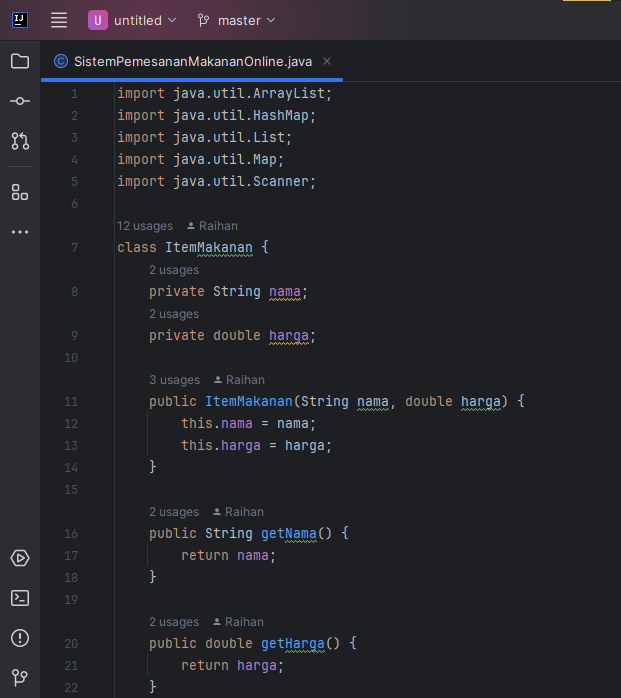 IJ
U untitled master
C SistemPemesananMakananOnline.java ×
1 import java.util.ArrayList;
2 import java.util.HashMap;
3 import java.util.List;
4 import java.util.Map;
5 import java.util.Scanner;
6
12 usages Raihan
7 class ItemMakanan {
2 usages
8 private String nama;
2 usages
9 private double harga;
10
3 usages Raihan
11 public ItemMakanan(String nama, double harga) {
12 this.nama = nama;
13 this.harga = harga;
14 }
15
2 usages Raihan
16 public String getNama() {
17 return nama;
18 }
19
2 usages Raihan
20 public double getHarga() {
21 return harga;
22 }